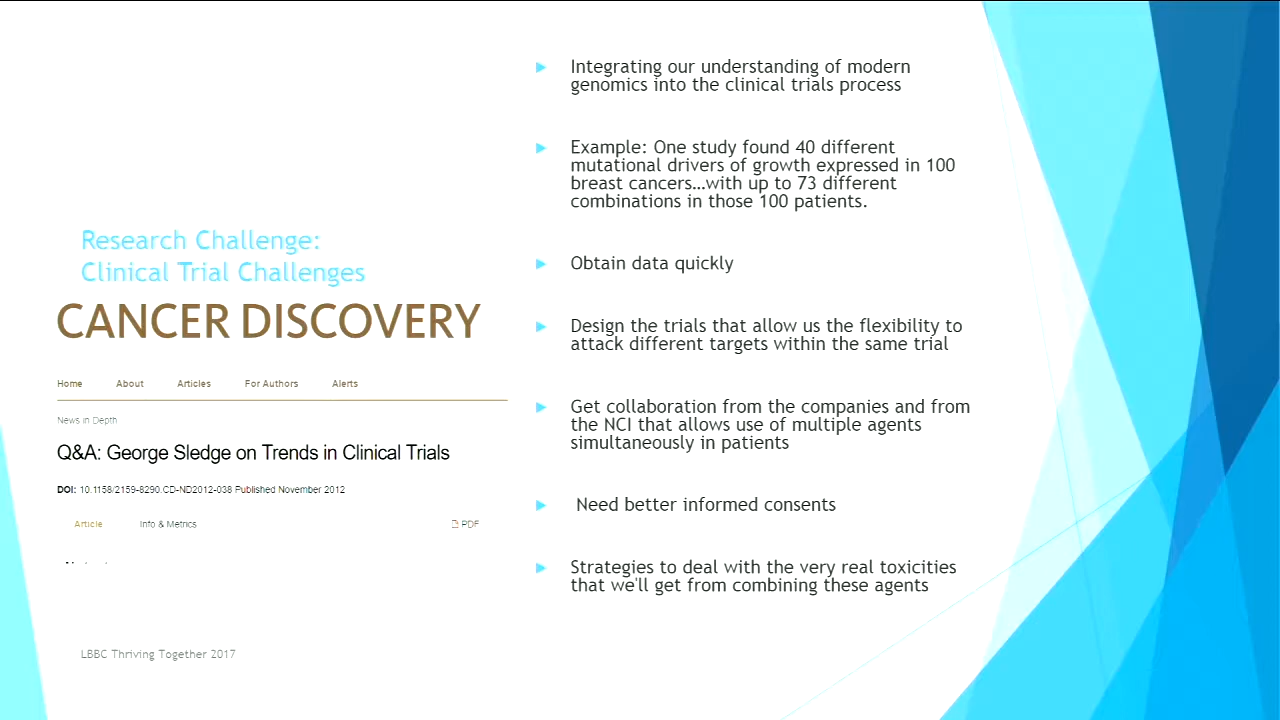 Research Challenge:
Clinical Trial Challenges
CANCER DISCOVERY
Home About Articles For Authors Alerts
News in Depth
Q&A: George Sledge on Trends in Clinical Trials
DOI: 10.1158/2159-8290.CD-ND2012-038 Published November 2012
Article Info & Metrics PDF
LBBC Thriving Together 2017
Integrating our understanding of modern
genomics into the clinical trials process
Example: One study found 40 different
mutational drivers of growth expressed in 100
breast cancers…with up to 73 different
combinations in those 100 patients.
Obtain data quickly
Design the trials that allow us the flexibility to
attack different targets within the same trial
Get collaboration from the companies and from
the NCI that allows use of multiple agents
simultaneously in patients
Need better informed consents
Strategies to deal with the very real toxicities
that we'll get from combining these agents